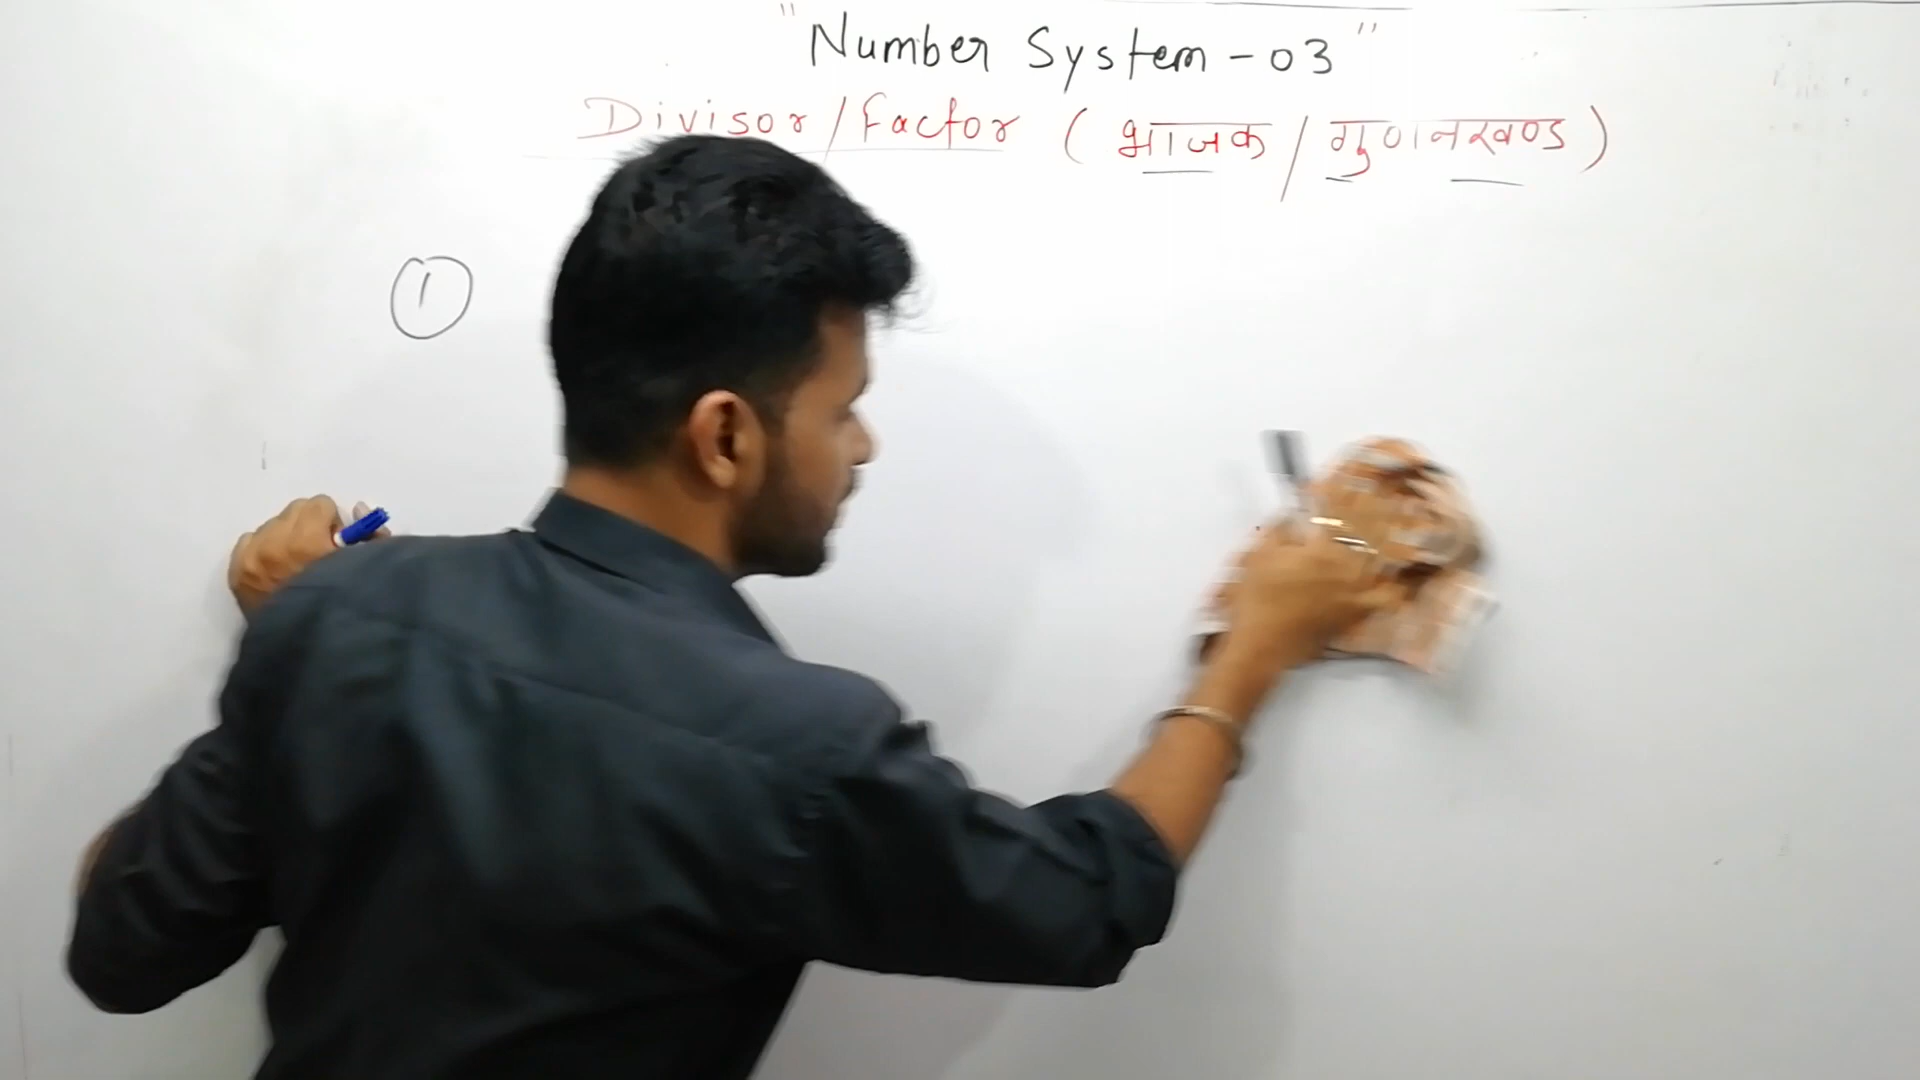 "Number System - 03"
Divisor / Factor ( भाजक / गुणनखण्ड )
1